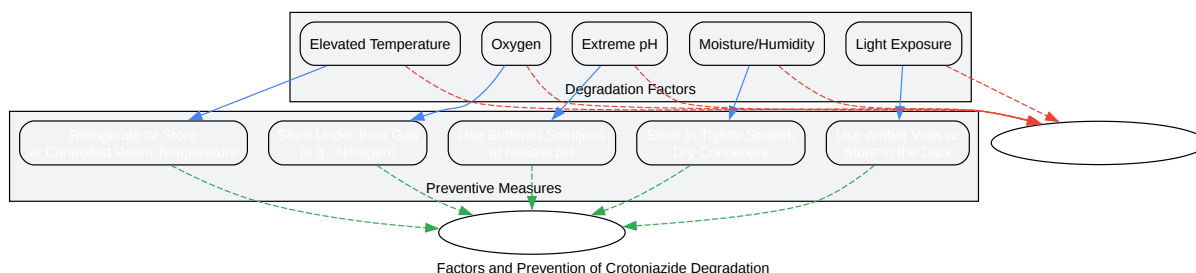 Elevated Temperature
Oxygen
Extreme pH
Moisture/Humidity
Light Exposure
Degradation Factors
Refrigerate or Store
at Controlled Room Temperature
Store under Inert Gas
(e.g., Nitrogen)
Use Buffered Solutions
at Neutral pH
Store in Tightly Sealed,
Dry Containers
Use Amber Vials or
Store in the Dark
Preventive Measures
Factors and Prevention of Crotoniazide Degradation